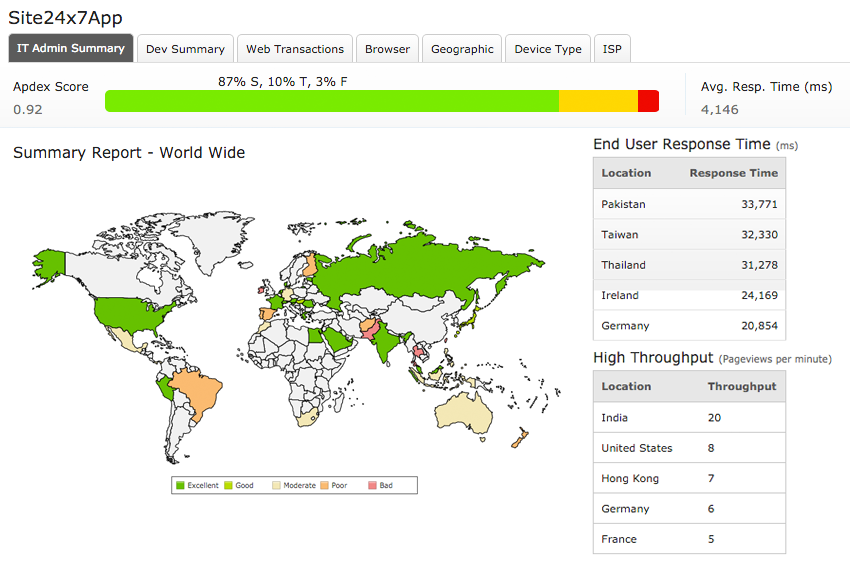 Site24x7App
IT Admin Summary Dev Summary Web Transactions Browser Geographic Device Type ISP
87% S, 10% T, 3% F
Apdex Score
0.92
Avg. Resp. Time (ms)
4,146
Summary Report - World Wide
Excellent Good Moderate Poor Bad
End User Response Time (ms)
Location Response Time
Pakistan 33,771
Taiwan 32,330
Thailand 31,278
Ireland 24,169
Germany 20,854
High Throughput (Pageviews per minute)
Location Throughput
India 20
United States 8
Hong Kong 7
Germany 6
France 5